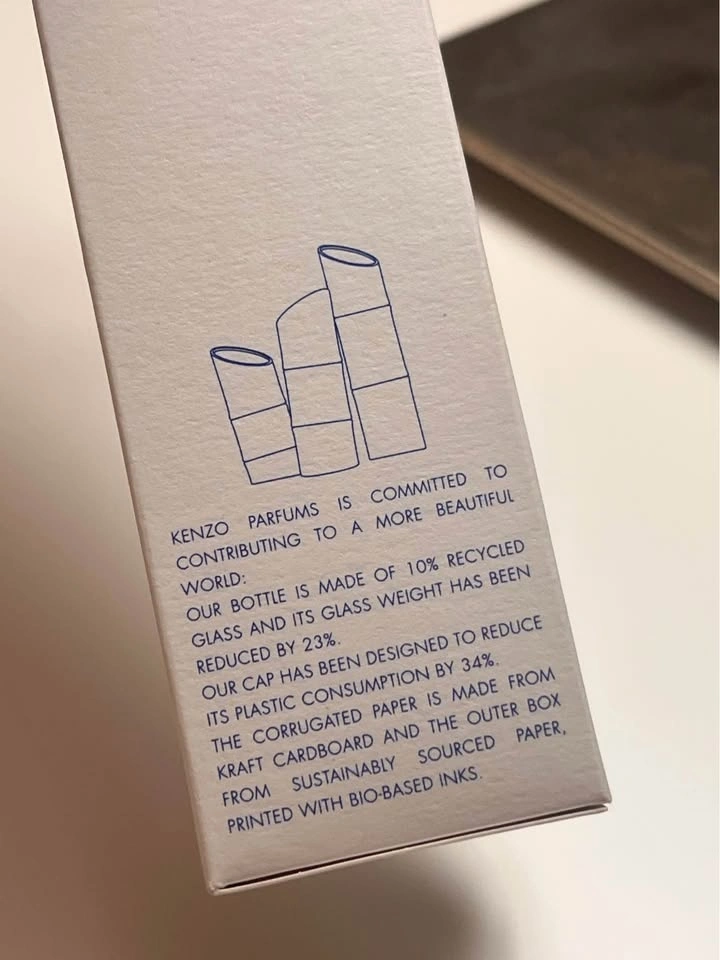 KENZO PARFUMS IS COMMITTED TO
CONTRIBUTING TO A MORE BEAUTIFUL
WORLD:
OUR BOTTLE IS MADE OF 10% RECYCLED
GLASS AND ITS GLASS WEIGHT HAS BEEN
REDUCED BY 23%.
OUR CAP HAS BEEN DESIGNED TO REDUCE
ITS PLASTIC CONSUMPTION BY 34%.
THE CORRUGATED PAPER IS MADE FROM
KRAFT CARDBOARD AND THE OUTER BOX
FROM SUSTAINABLY SOURCED PAPER,
PRINTED WITH BIO-BASED INKS.